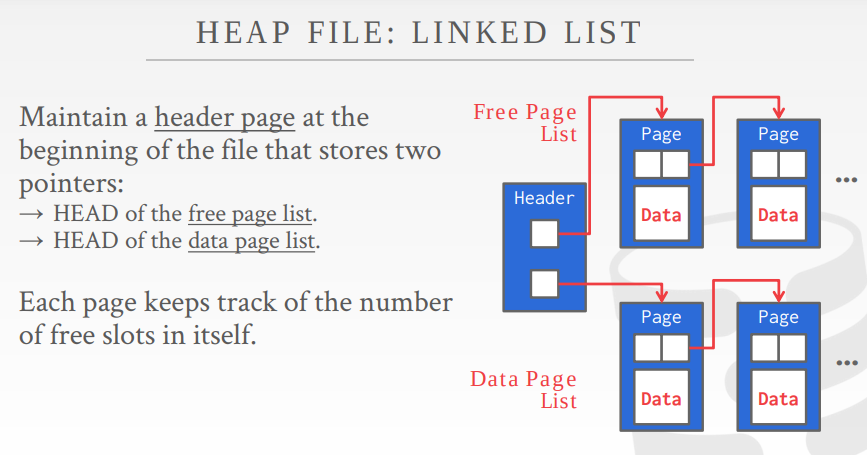 HEAP FILE: LINKED LIST
Maintain a header page at the
beginning of the file that stores two
pointers:
→ HEAD of the free page list.
→ HEAD of the data page list.
Each page keeps track of the number
of free slots in itself.
Free Page
List
Header
Page
Data
Page
Data
...
Data Page
List
Page
Data
Page
Data
...